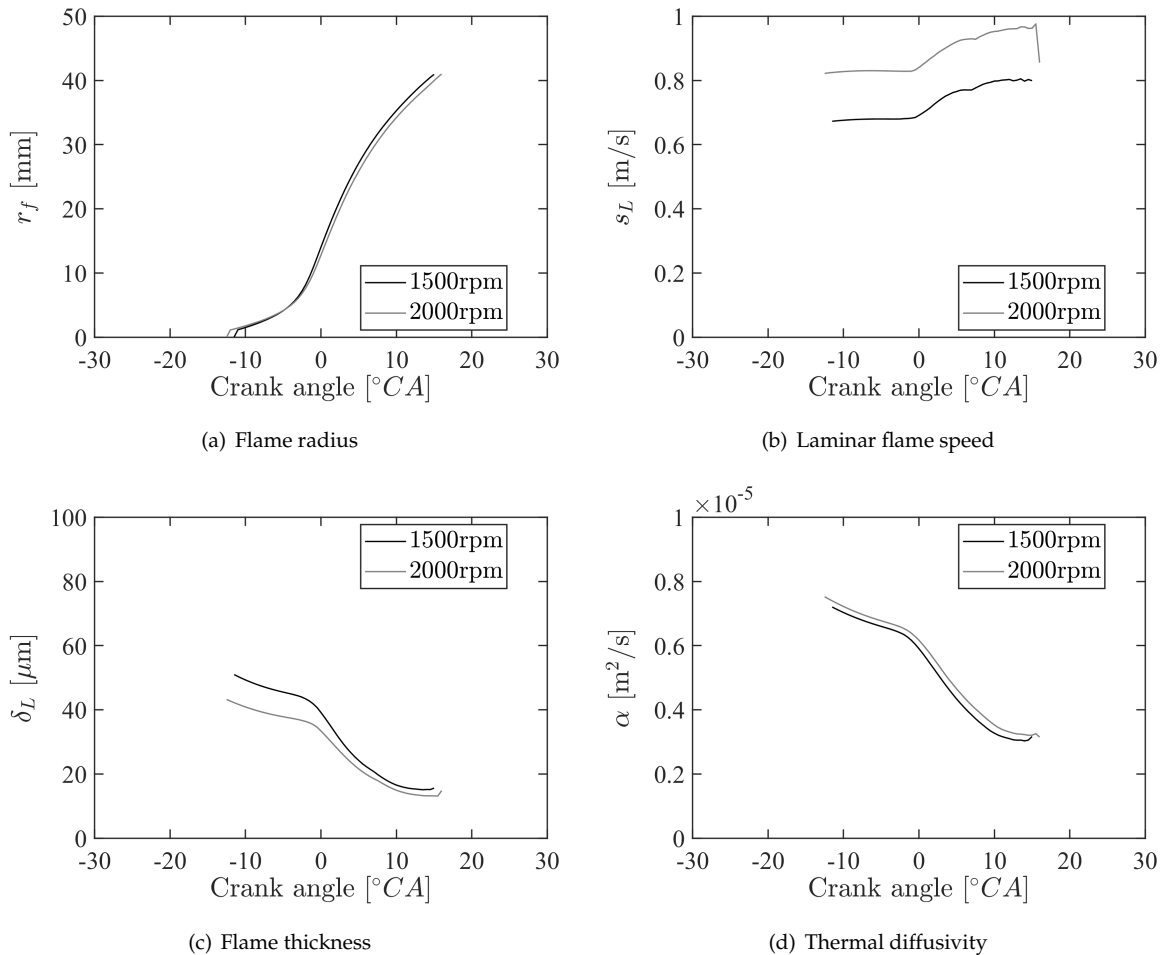 50
40
30
20
10
0
r_f [mm]
-30 -20 -10 0 10 20 30
Crank angle [°CA]
1500rpm
2000rpm
(a) Flame radius
1
0.8
0.6
0.4
0.2
0
s_L [m/s]
-30 -20 -10 0 10 20 30
Crank angle [°CA]
1500rpm
2000rpm
(b) Laminar flame speed
100
80
60
40
20
0
δ_L [μm]
-30 -20 -10 0 10 20 30
Crank angle [°CA]
1500rpm
2000rpm
(c) Flame thickness
×10^-5
1
0.8
0.6
0.4
0.2
0
α [m²/s]
-30 -20 -10 0 10 20 30
Crank angle [°CA]
1500rpm
2000rpm
(d) Thermal diffusivity